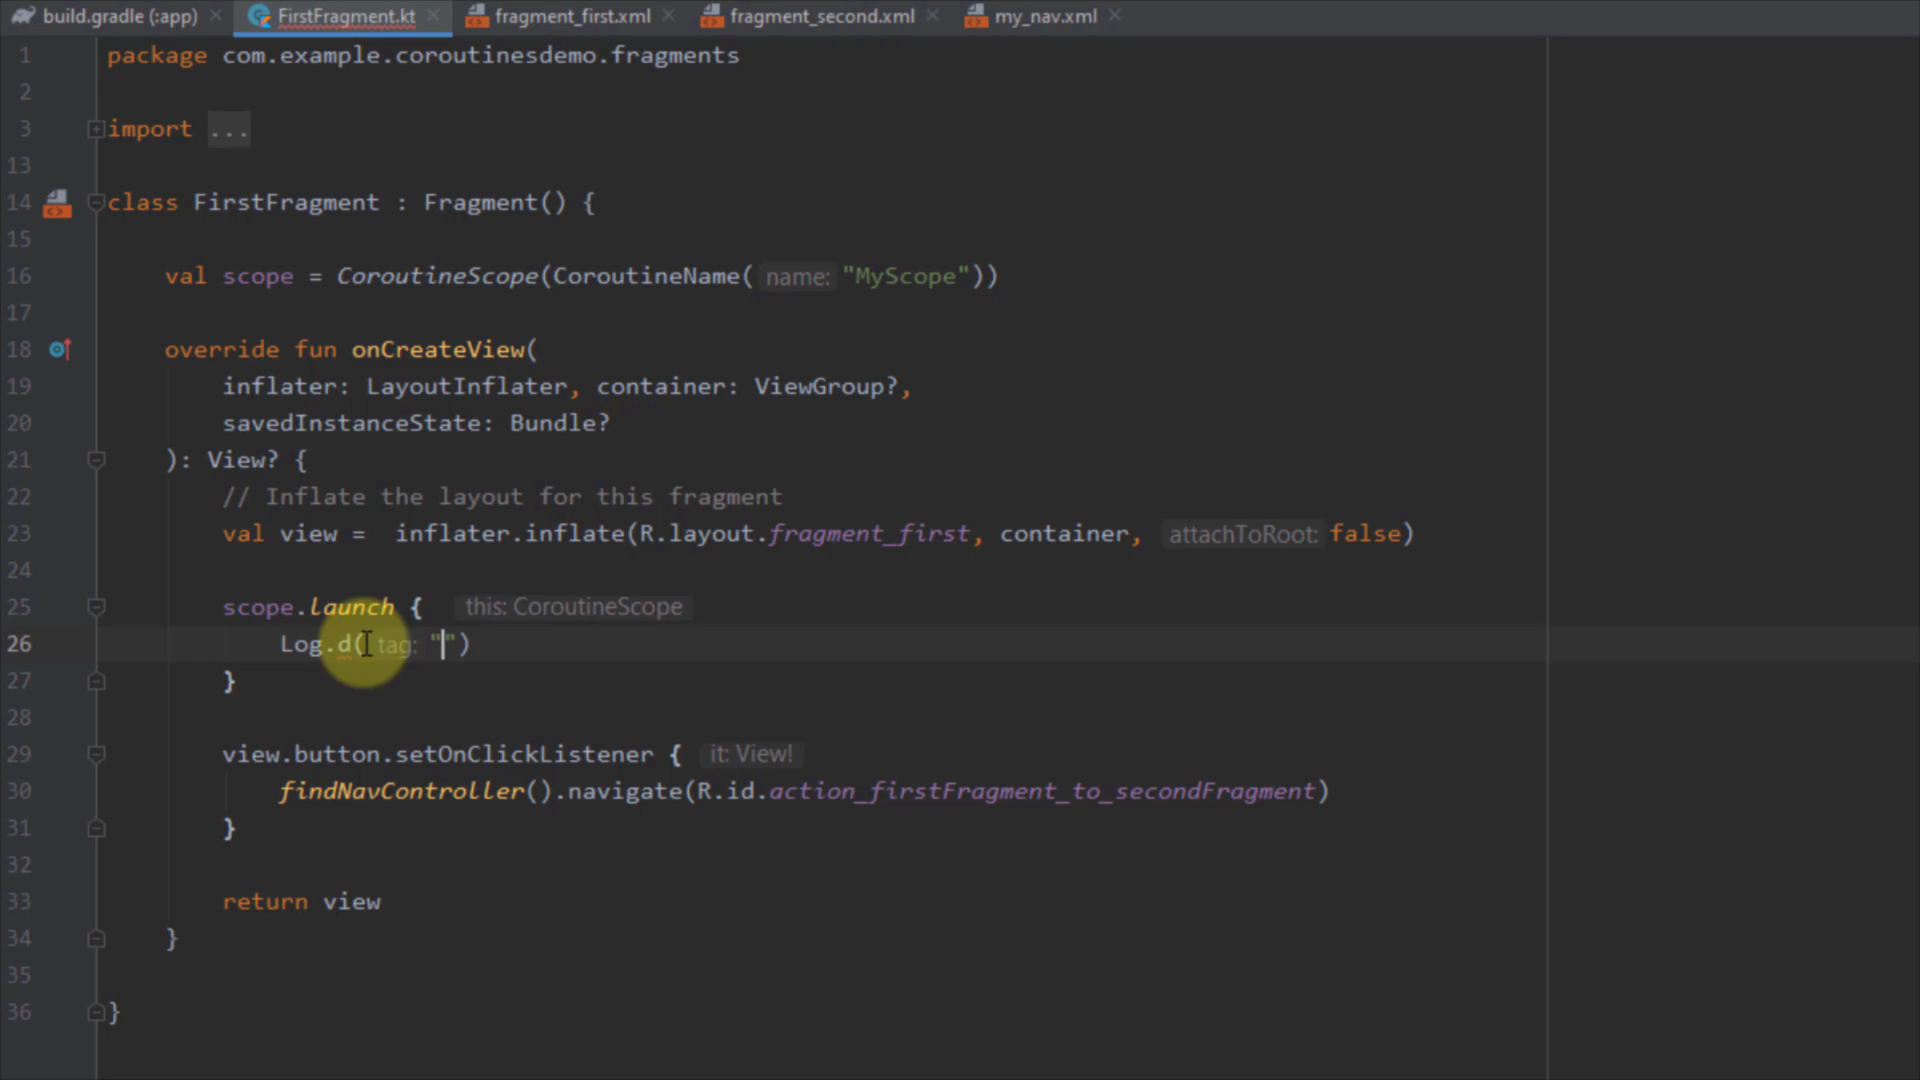 build.gradle (:app) FirstFragment.kt fragment_first.xml fragment_second.xml my_nav.xml
1 package com.example.coroutinesdemo.fragments
2
3 import ...
13
14 class FirstFragment : Fragment() {
15
16 val scope = CoroutineScope(CoroutineName( name: "MyScope"))
17
18 override fun onCreateView(
19 inflater: LayoutInflater, container: ViewGroup?,
20 savedInstanceState: Bundle?
21 ): View? {
22 // Inflate the layout for this fragment
23 val view = inflater.inflate(R.layout.fragment_first, container, attachToRoot: false)
24
25 scope.launch { this: CoroutineScope
26 Log.d( tag: "")
27 }
28
29 view.button.setOnClickListener { it: View!
30 findNavController().navigate(R.id.action_firstFragment_to_secondFragment)
31 }
32
33 return view
34 }
35
36 }